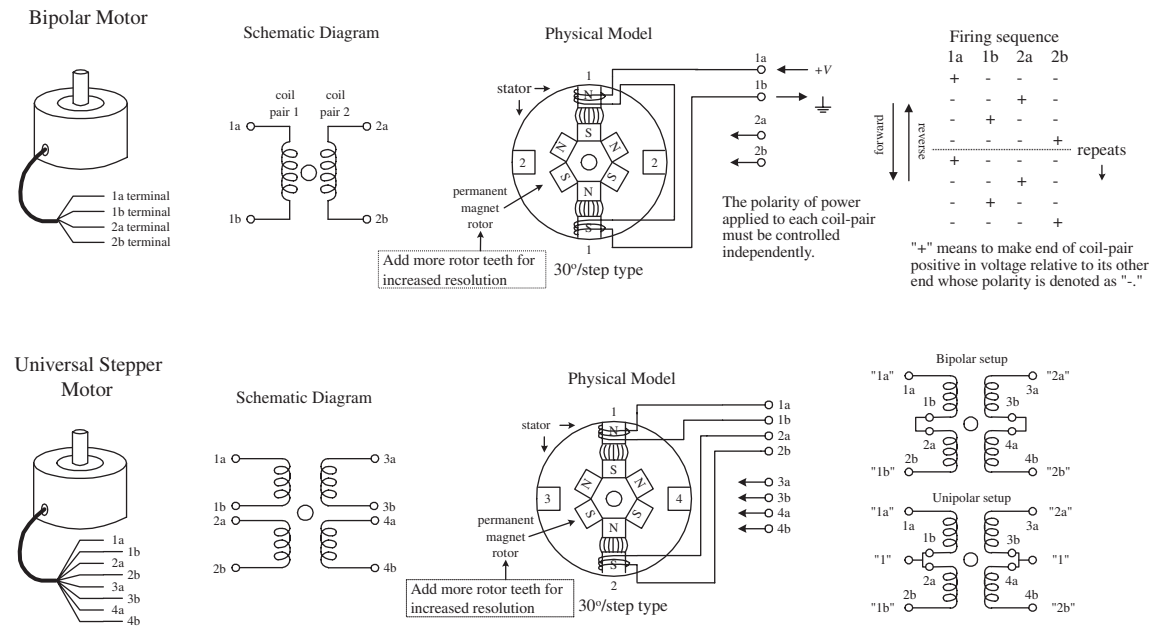 Bipolar Motor
Schematic Diagram
coil pair 1
coil pair 2
1a
2a
1b
2b
1a terminal
1b terminal
2a terminal
2b terminal
Physical Model
stator
1
N
S
N
N
2
2
S
S
N
S
1
permanent
magnet
rotor
Add more rotor teeth for
increased resolution
30º/step type
1a
+V
1b
2a
2b
The polarity of power
applied to each coil-pair
must be controlled
independently.
Firing sequence
1a 1b 2a 2b
+ - - -
- - + -
- + - -
- - - +
repeats
+ - - -
- - + -
- + - -
- - - +
forward
reverse
"+" means to make end of coil-pair
positive in voltage relative to its other
end whose polarity is denoted as "-."
Universal Stepper
Motor
1a
1b
2a
2b
3a
3b
4a
4b
Schematic Diagram
1a
3a
1b
3b
2a
4a
2b
4b
Physical Model
stator
1
N
S
N
N
3
4
S
S
N
S
2
permanent
magnet
rotor
Add more rotor teeth for
increased resolution
30º/step type
1a
1b
2a
2b
3a
3b
4a
4b
Bipolar setup
"1a" "2a"
1a 3a
1b 3b
2a 4a
2b 4b
"1b" "2b"
Unipolar setup
"1a" "2a"
1a 3a
1b 3b
"1" "1"
2a 4a
2b 4b
"1b" "2b"